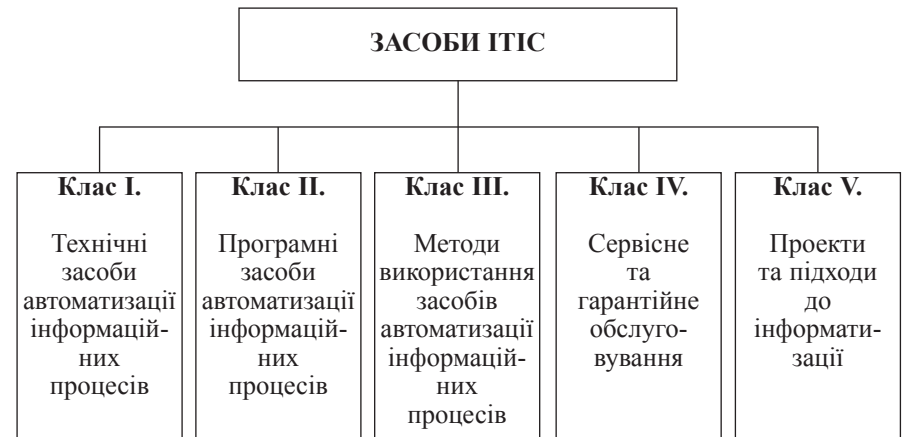 ЗАСОБИ ІТІС
Клас I.
Технічні
засоби
автоматизації
інформацій-
них
процесів
Клас II.
Програмні
засоби
автоматизації
інформацій-
них
процесів
Клас III.
Методи
використання
засобів
автоматизації
інформацій-
них
процесів
Клас IV.
Сервісне
та
гарантійне
обслуго-
вування
Клас V.
Проекти
та підходи
до
інформати-
зації